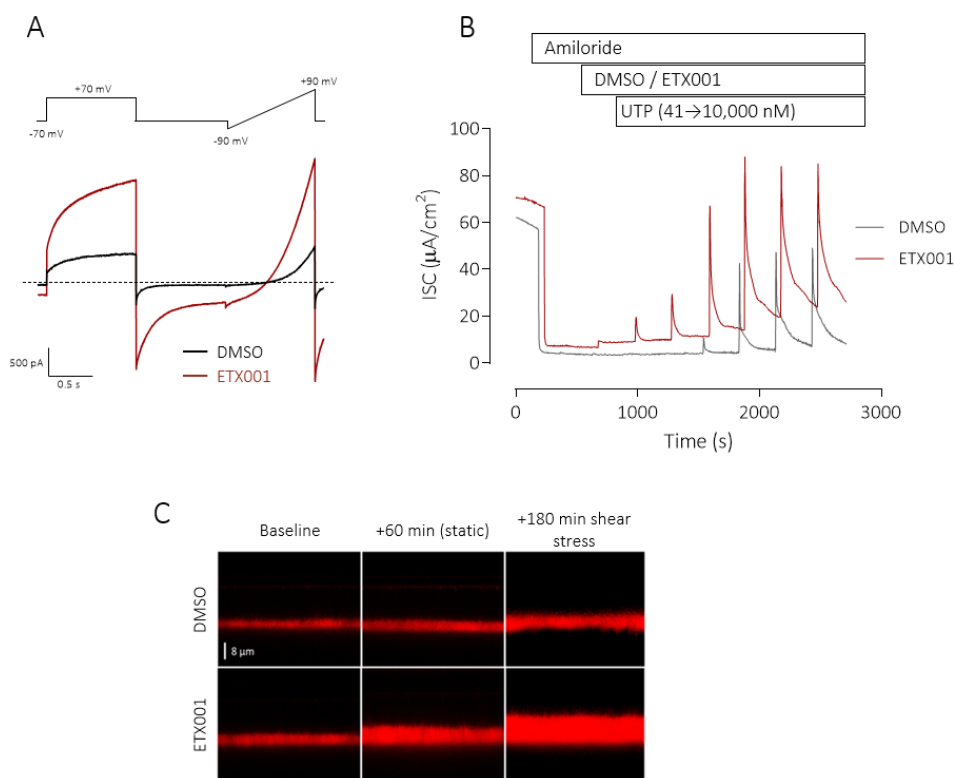 A
+70 mV
+90 mV
-70 mV
-90 mV
500 pA
0.5 s
DMSO
ETX001
B
Amiloride
DMSO / ETX001
UTP (41→10,000 nM)
100
80
60
40
20
0
ISC (µA/cm²)
0
1000
2000
3000
Time (s)
DMSO
ETX001
C
Baseline
+60 min (static)
+180 min shear
stress
DMSO
8 µm
ETX001